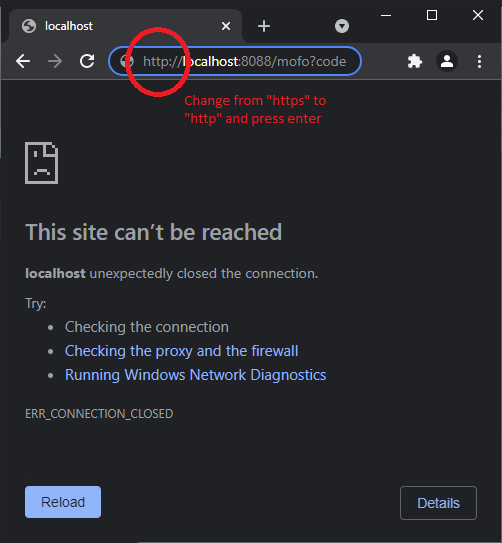 localhost
http://localhost:8088/mofo?code
Change from "https" to
"http" and press enter
This site can’t be reached
localhost unexpectedly closed the connection.
Try:
• Checking the connection
• Checking the proxy and the firewall
• Running Windows Network Diagnostics
ERR_CONNECTION_CLOSED
Reload
Details